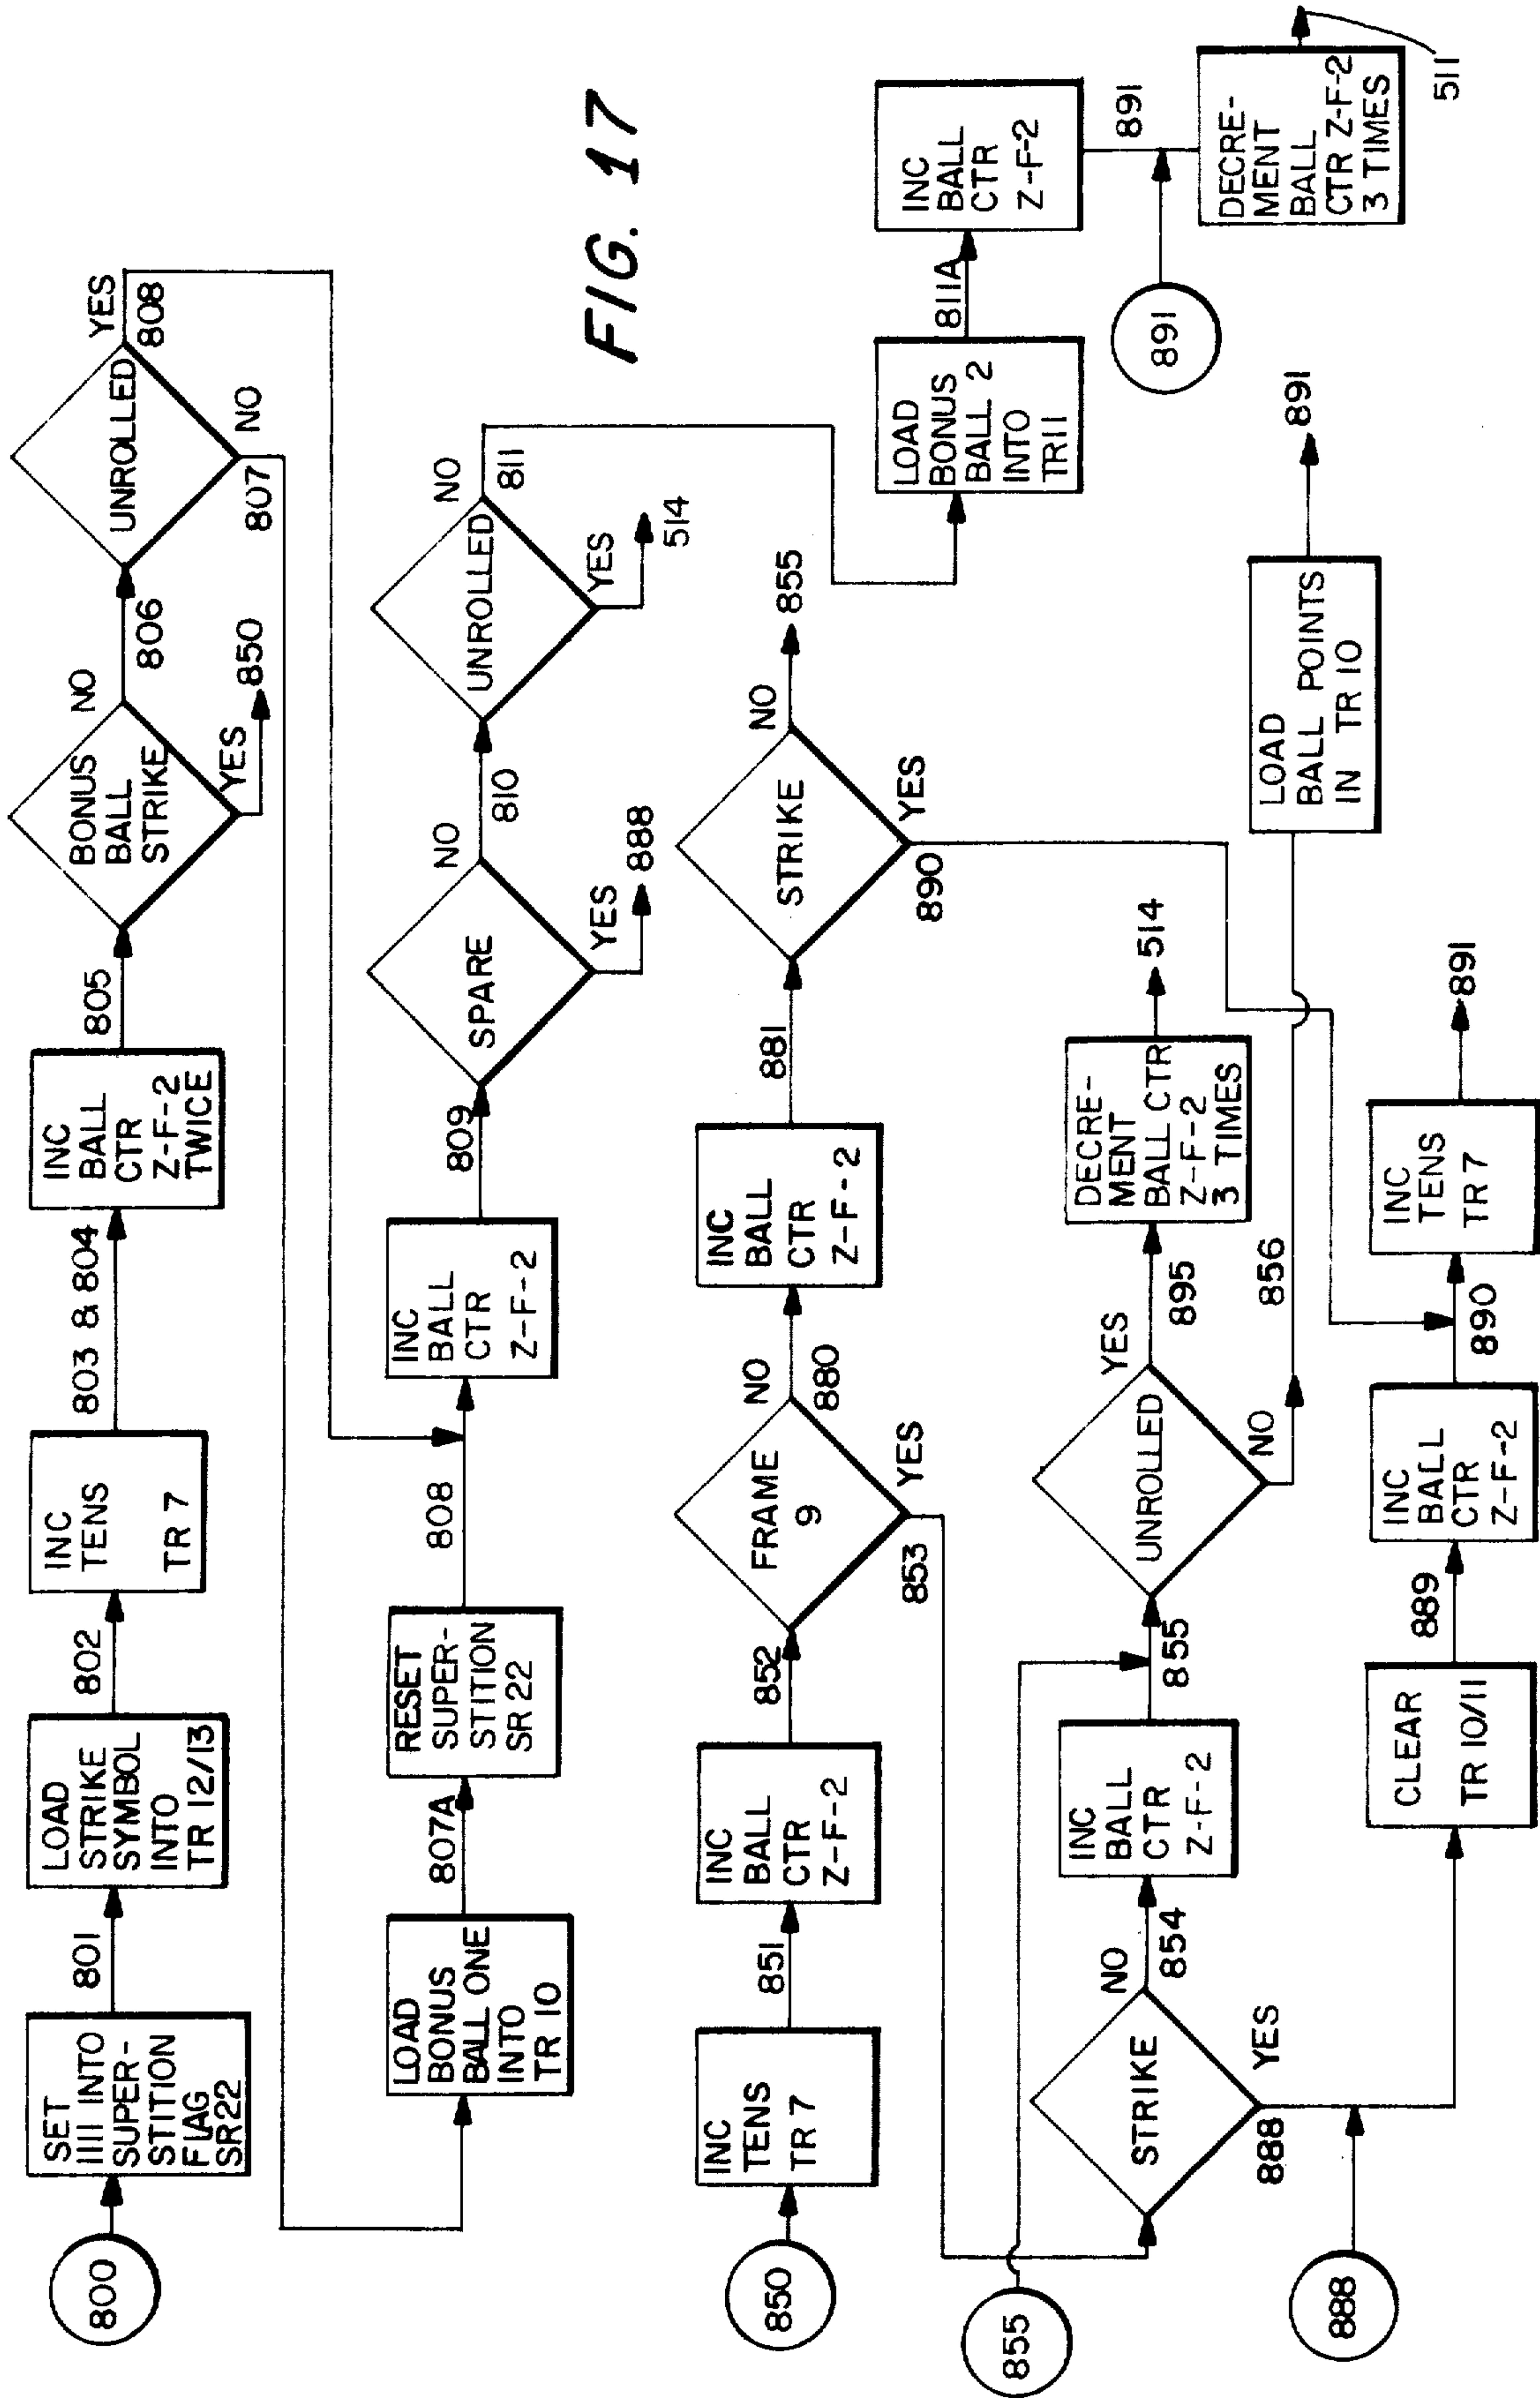 800
SET
1111 INTO
SUPER-
STITION
FLAG
SR22
801
LOAD
STRIKE
SYMBOL
INTO
TR 12/13
802
INC
TENS
TR 7
803 & 804
INC
BALL
CTR
Z-F-2
TWICE
805
BONUS
BALL
STRIKE
NO
806
YES
850
UNROLLED
YES
808
NO
807
LOAD
BONUS
BALL ONE
INTO
TR 10
807A
RESET
SUPER-
STITION
SR22
808
INC
BALL
CTR
Z-F-2
809
SPARE
NO
810
YES
888
UNROLLED
NO
811
YES
514
FIG. 17
LOAD
BONUS
BALL 2
INTO
TR11
811A
INC
BALL
CTR
Z-F-2
891
891
DECRE-
MENT
BALL
CTR Z-F-2
3 TIMES
511
850
INC
TENS
TR 7
851
INC
BALL
CTR
Z-F-2
852
FRAME
9
NO
880
YES
853
INC
BALL
CTR
Z-F-2
881
STRIKE
NO
855
YES
890
855
STRIKE
NO
854
YES
888
INC
BALL
CTR
Z-F-2
855
UNROLLED
YES
895
NO
856
DECRE-
MENT
BALL CTR
Z-F-2
3 TIMES
514
LOAD
BALL POINTS
IN TR 10
891
888
CLEAR
TR 10/11
889
INC
BALL
CTR
Z-F-2
890
INC
TENS
TR 7
891